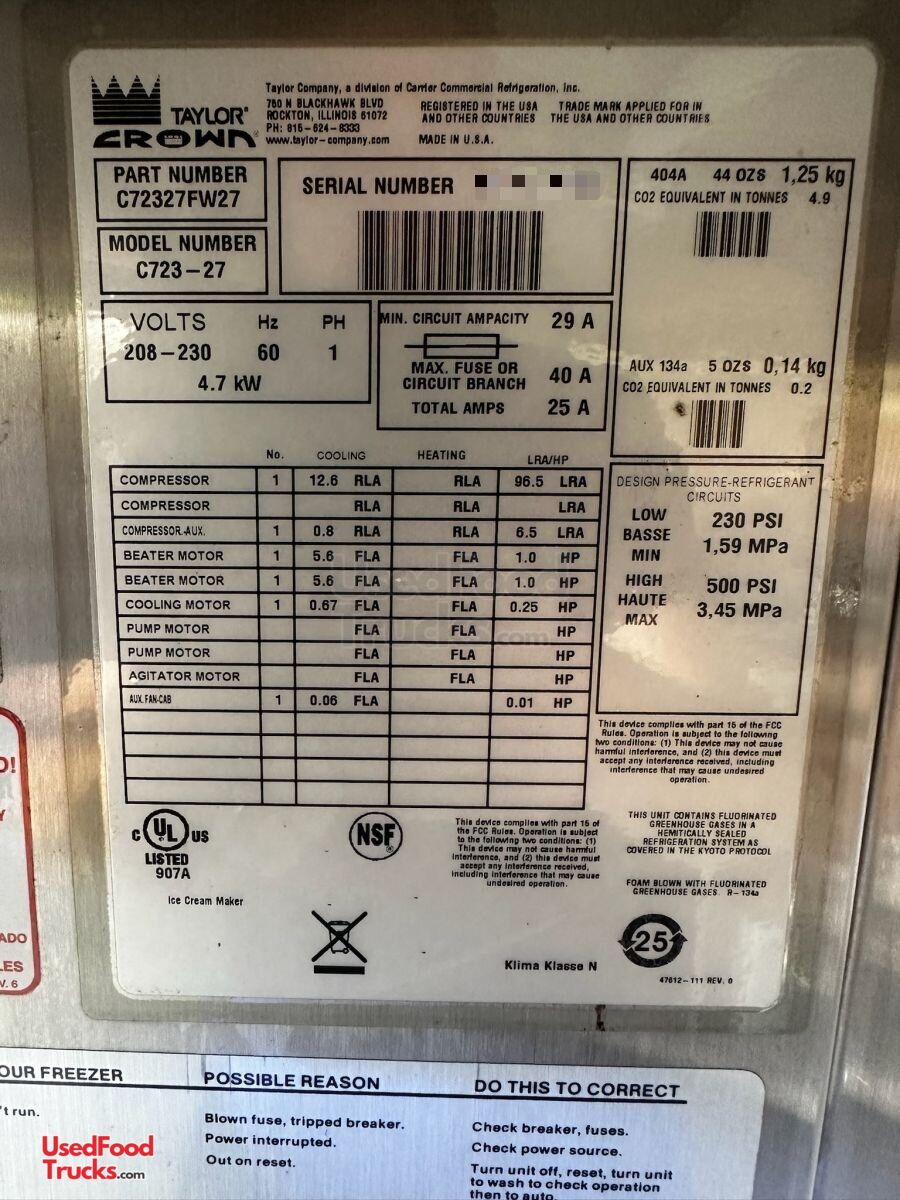 Taylor Company, a division of Carrier Commercial Refrigeration, Inc.
750 N BLACKHAWK BLVD
ROCKTON, ILLINOIS 61072
PH: 815-624-8333
www.taylor-company.com
REGISTERED IN THE USA
AND OTHER COUNTRIES
TRADE MARK APPLIED FOR IN
THE USA AND OTHER COUNTRIES
MADE IN U.S.A.
TAYLOR®
CROWN®
PART NUMBER
C72327FW27
SERIAL NUMBER
404A 44 OZS 1,25 kg
CO2 EQUIVALENT IN TONNES 4.9
MODEL NUMBER
C723-27
VOLTS Hz PH
208-230 60 1
4.7 kW
MIN. CIRCUIT AMPACITY 29 A
MAX. FUSE OR
CIRCUIT BRANCH 40 A
TOTAL AMPS 25 A
AUX 134a 5 OZS 0,14 kg
CO2 EQUIVALENT IN TONNES 0.2
No. COOLING HEATING LRA/HP
COMPRESSOR 1 12.6 RLA RLA 96.5 LRA
COMPRESSOR RLA RLA LRA
COMPRESSOR-AUX. 1 0.8 RLA RLA 6.5 LRA
BEATER MOTOR 1 5.6 FLA FLA 1.0 HP
BEATER MOTOR 1 5.6 FLA FLA 1.0 HP
COOLING MOTOR 1 0.67 FLA FLA 0.25 HP
PUMP MOTOR FLA FLA HP
PUMP MOTOR FLA FLA HP
AGITATOR MOTOR FLA FLA HP
AUX. FAN-CAB 1 0.06 FLA 0.01 HP
DESIGN PRESSURE-REFRIGERANT
CIRCUITS
LOW
BASSE
MIN
230 PSI
1,59 MPa
HIGH
HAUTE
MAX
500 PSI
3,45 MPa
This device complies with part 15 of the FCC
Rules. Operation is subject to the following
two conditions: (1) This device may not cause
harmful interference, and (2) this device must
accept any interference received, including
interference that may cause undesired
operation.
C UL US
LISTED
907A
Ice Cream Maker
NSF
This device complies with part 15 of
the FCC Rules. Operation is subject
to the following two conditions: (1)
This device may not cause harmful
interference, and (2) this device must
accept any interference received,
including interference that may cause
undesired operation.
THIS UNIT CONTAINS FLUORINATED
GREENHOUSE GASES IN A
HEMITICALLY SEALED
REFRIGERATION SYSTEM AS
COVERED IN THE KYOTO PROTOCOL
FOAM BLOWN WITH FLUORINATED
GREENHOUSE GASES R-134a
25
Klima Klasse N
47612-111 REV. 0
O!
Y
ADO
LES
V. 6
OUR FREEZER
POSSIBLE REASON
DO THIS TO CORRECT
't run.
Blown fuse, tripped breaker.
Power interrupted.
Out on reset.
Check breaker, fuses.
Check power source.
Turn unit off, reset, turn unit
to wash to check operation
then to auto.
UsedFood
Trucks.com
UsedFood
Trucks.com